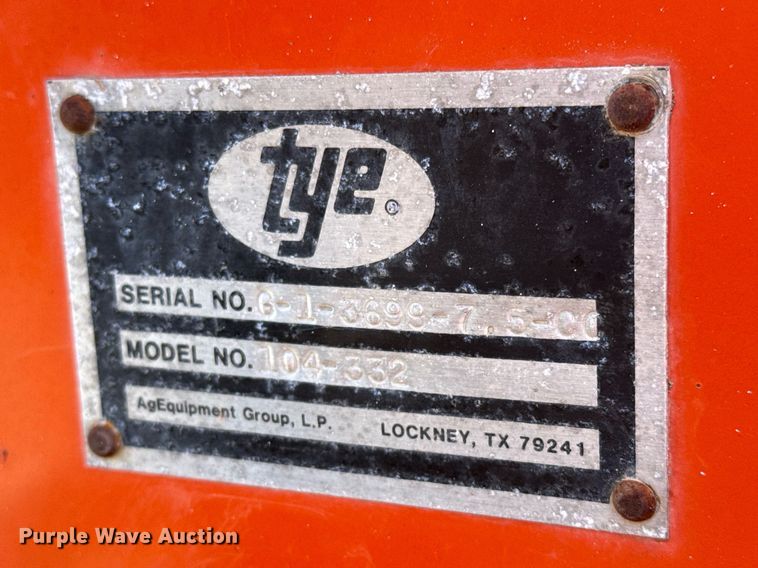 tye®
SERIAL NO. G-1-3699-7.5-CC
MODEL NO. 104-332
AgEquipment Group, L.P. LOCKNEY, TX 79241
Purple Wave Auction